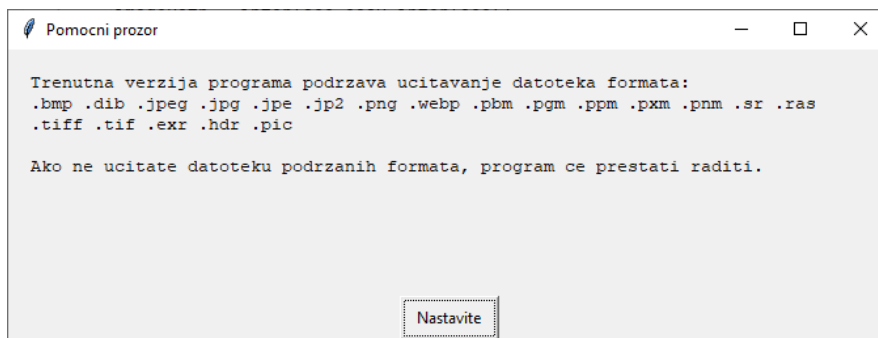 Pomocni prozor
Trenutna verzija programa podrzava ucitavanje datoteka formata:
.bmp .dib .jpeg .jpg .jpe .jp2 .png .webp .pbm .pgm .ppm .pxm .pnm .sr .ras
.tiff .tif .exr .hdr .pic
Ako ne ucitate datoteku podrzanih formata, program ce prestati raditi.
Nastavite